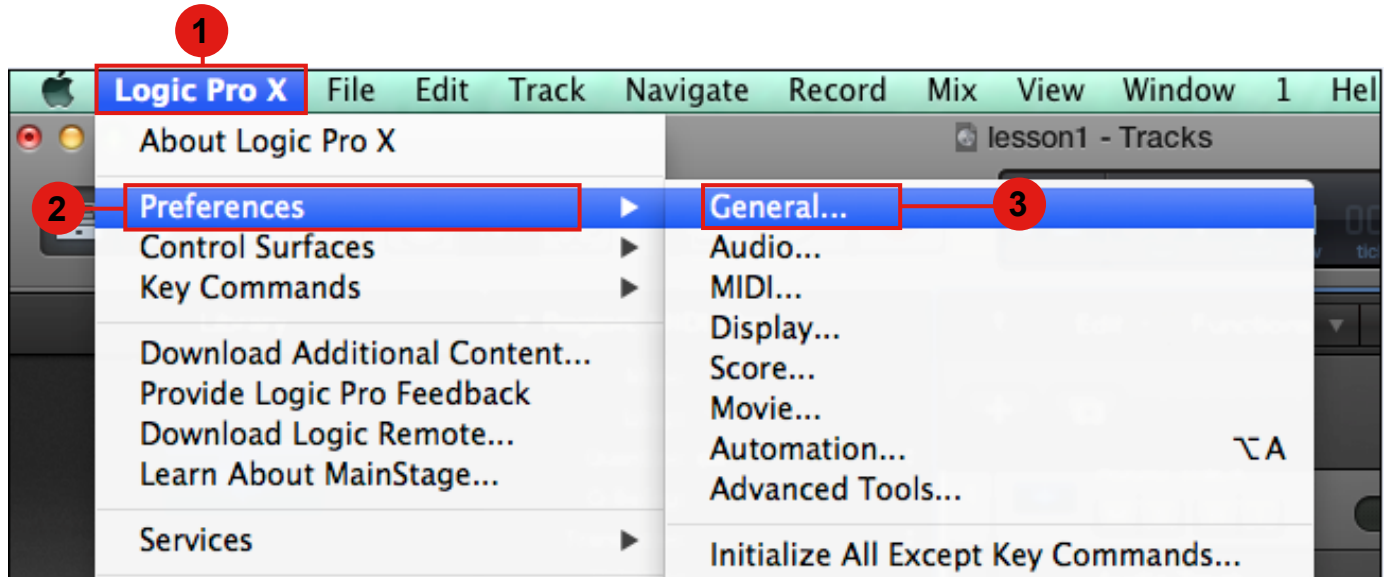 1
Logic Pro X File Edit Track Navigate Record Mix View Window 1 Hel
lesson1 - Tracks
About Logic Pro X
2
Preferences
General...
3
Control Surfaces
Audio...
Key Commands
MIDI...
Display...
Download Additional Content...
Score...
Provide Logic Pro Feedback
Movie...
Download Logic Remote...
Automation... ⌥A
Learn About MainStage...
Advanced Tools...
Services
Initialize All Except Key Commands...